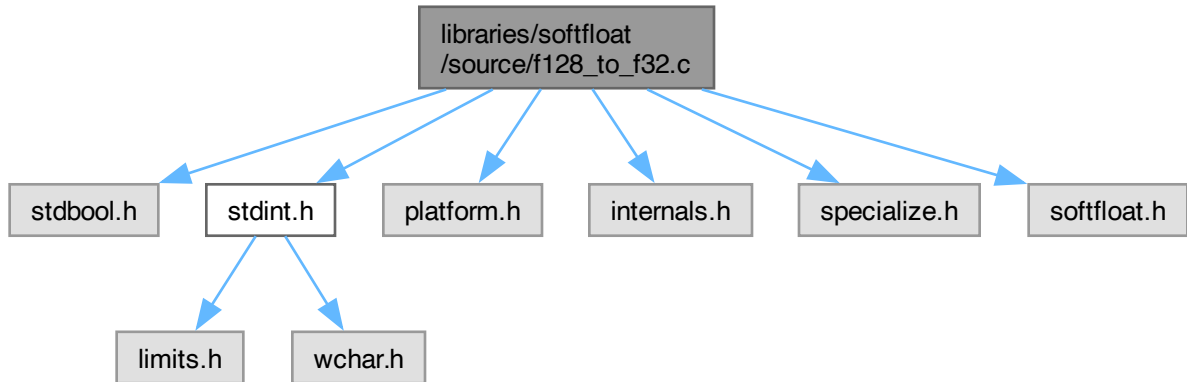 libraries/softfloat
/source/f128_to_f32.c
stdbool.h
stdint.h
platform.h
internals.h
specialize.h
softfloat.h
limits.h
wchar.h